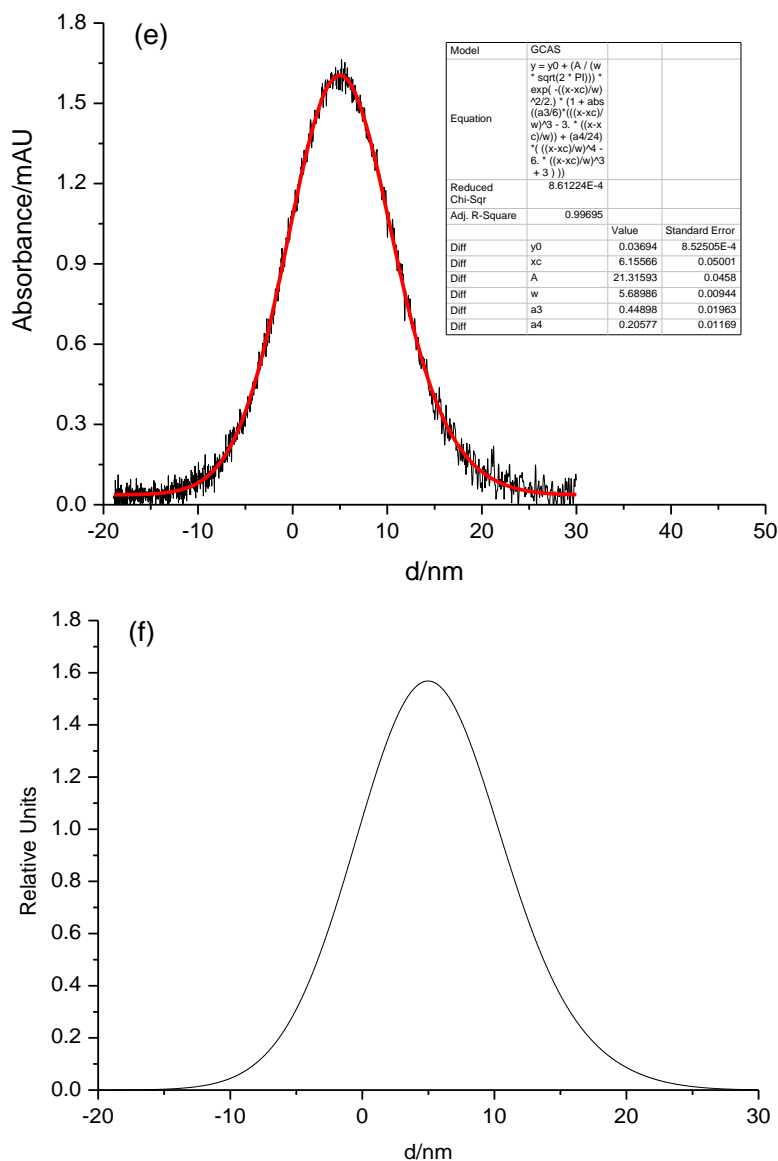 (e)
1.8
1.5
1.2
0.9
0.6
0.3
0.0
Absorbance/mAU
-20 -10 0 10 20 30 40 50
d/nm
Model GCAS
Equation
y = y0 + (A / (w
* sqrt(2 * PI))) *
exp( -((x-xc)/w)
^2/2.) * (1 + abs
((a3/6)*(((x-xc)/
w)^3 - 3. * ((x-x
c)/w)) + (a4/24)
*( ((x-xc)/w)^4 -
6. * ((x-xc)/w)^3
+ 3 ) ))
Reduced 8.61224E-4
Chi-Sqr
Adj. R-Square 0.99695
Value Standard Error
Diff y0 0.03694 8.52505E-4
Diff xc 6.15566 0.05001
Diff A 21.31593 0.0458
Diff w 5.68986 0.00944
Diff a3 0.44898 0.01963
Diff a4 0.20577 0.01169
(f)
1.8
1.6
1.4
1.2
1.0
0.8
0.6
0.4
0.2
0.0
Relative Units
-20 -10 0 10 20 30
d/nm